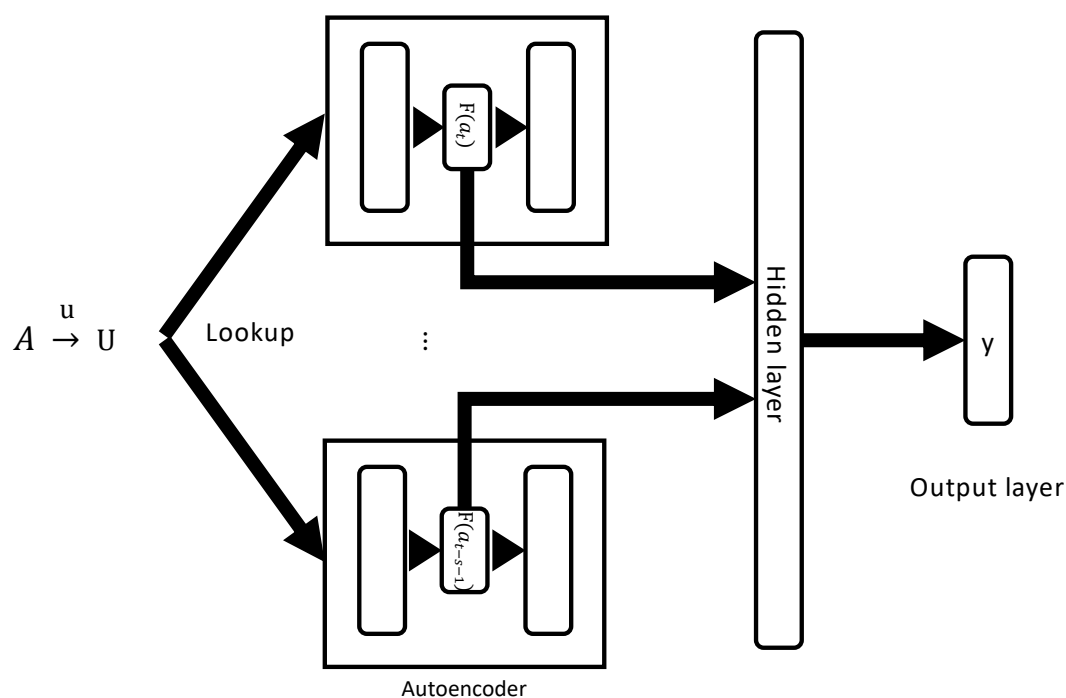 F(a_t)
u
A → U
Lookup
⋮
Hidden layer
y
Output layer
F(a_{t−s−1})
Autoencoder